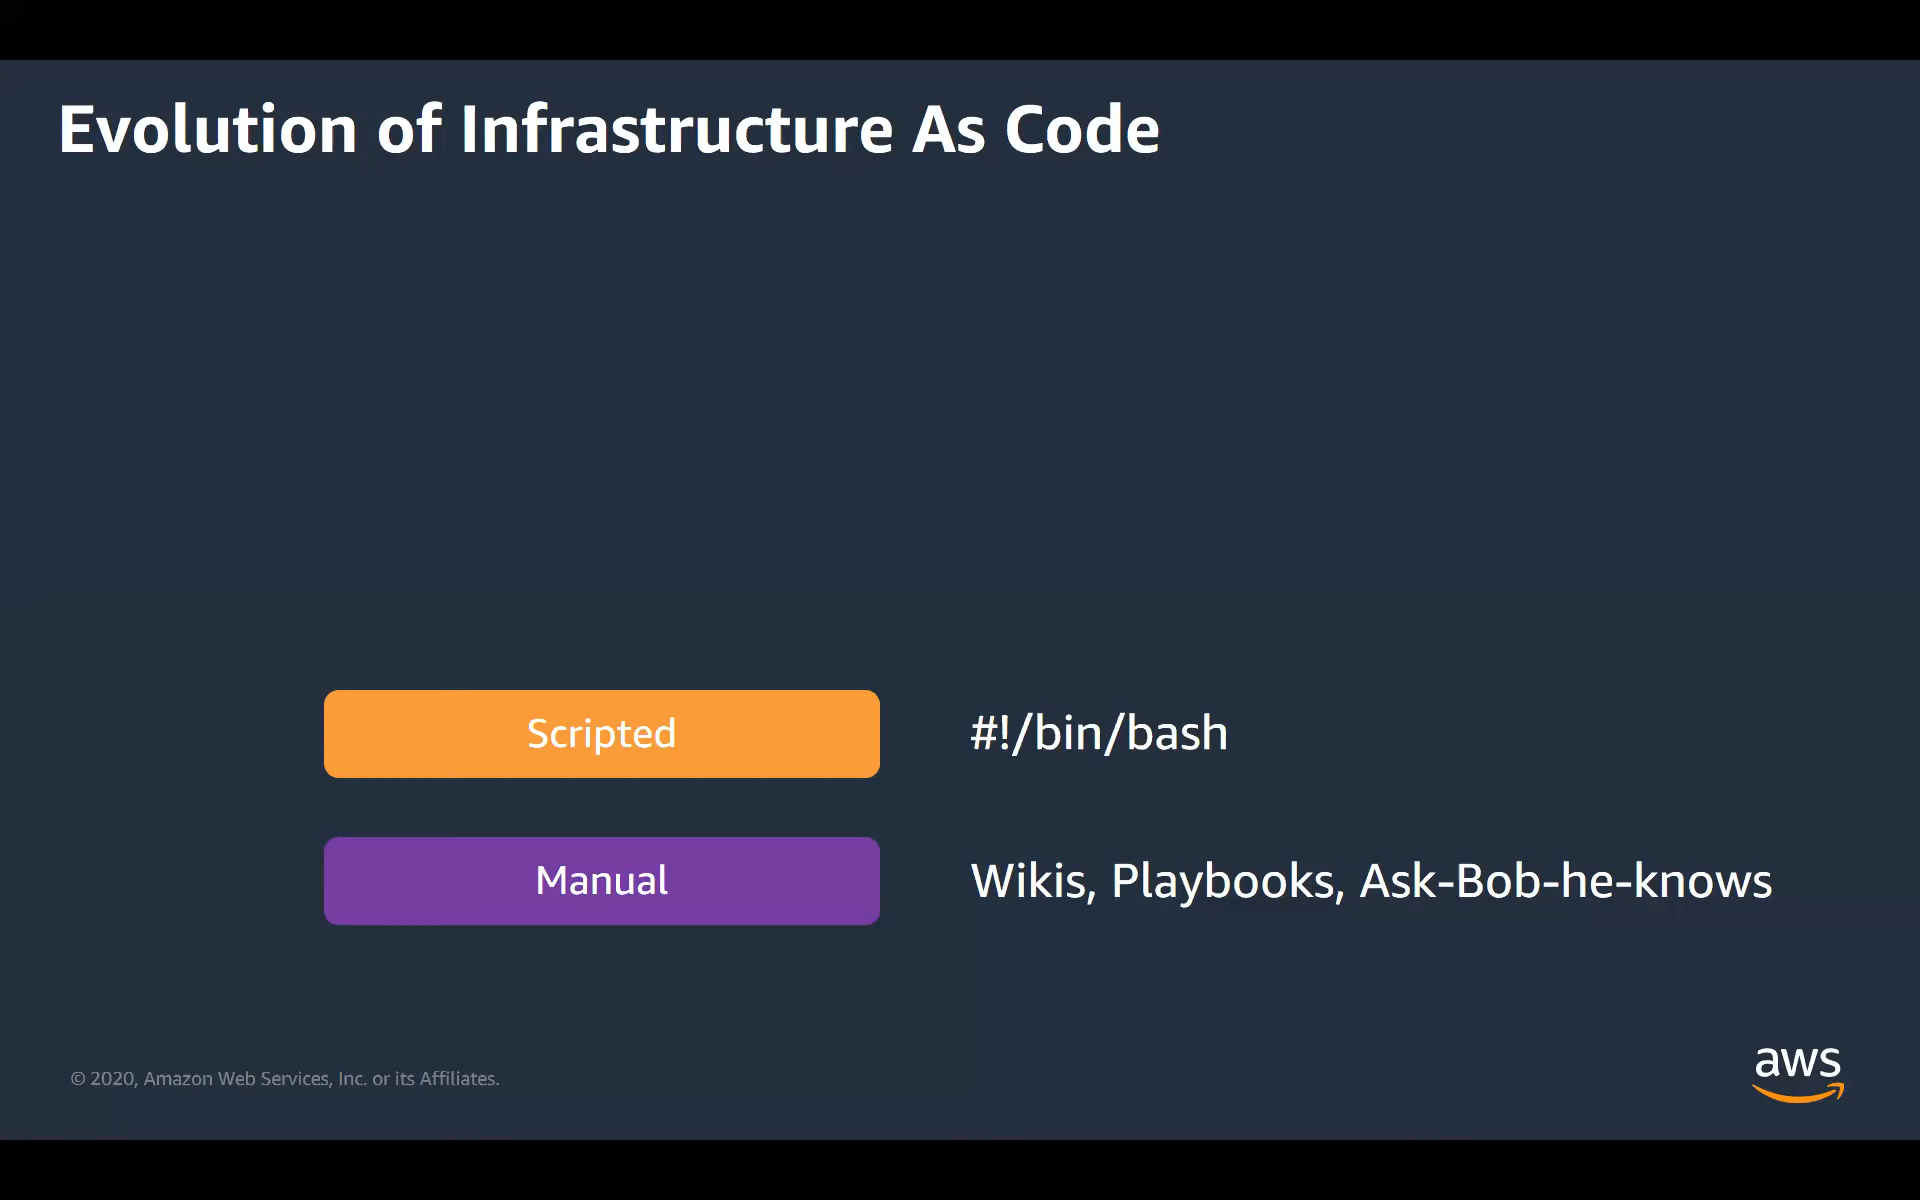 Evolution of Infrastructure As Code
Scripted
#!/bin/bash
Manual
Wikis, Playbooks, Ask-Bob-he-knows
© 2020, Amazon Web Services, Inc. or its Affiliates.
aws